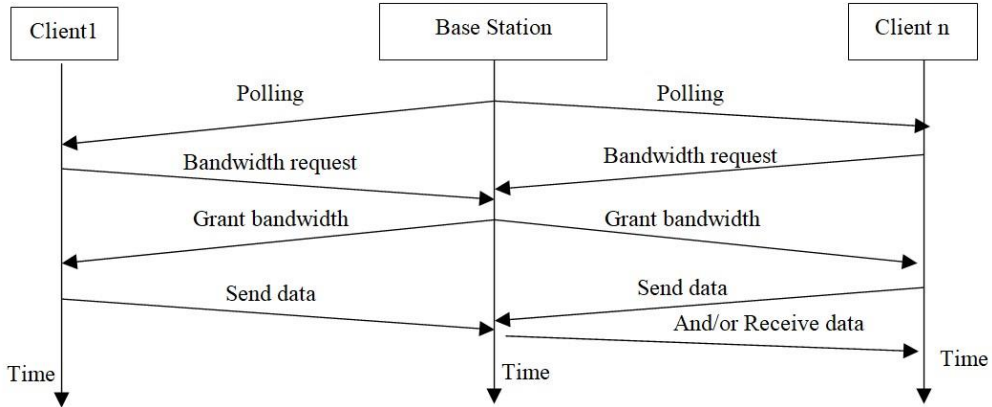 Client1
Base Station
Client n
Polling
Polling
Bandwidth request
Bandwidth request
Grant bandwidth
Grant bandwidth
Send data
Send data
And/or Receive data
Time
Time
Time